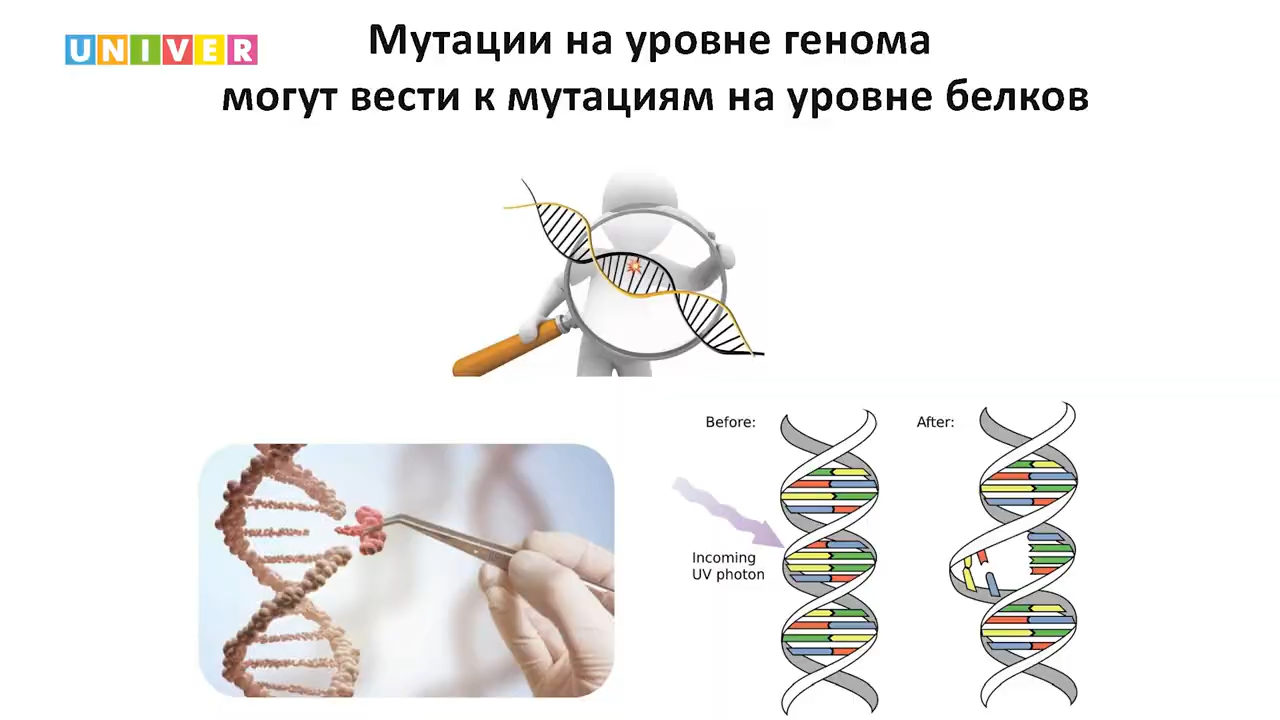 UNIVER
Мутации на уровне генома
могут вести к мутациям на уровне белков
Before:
After:
Incoming
UV photon